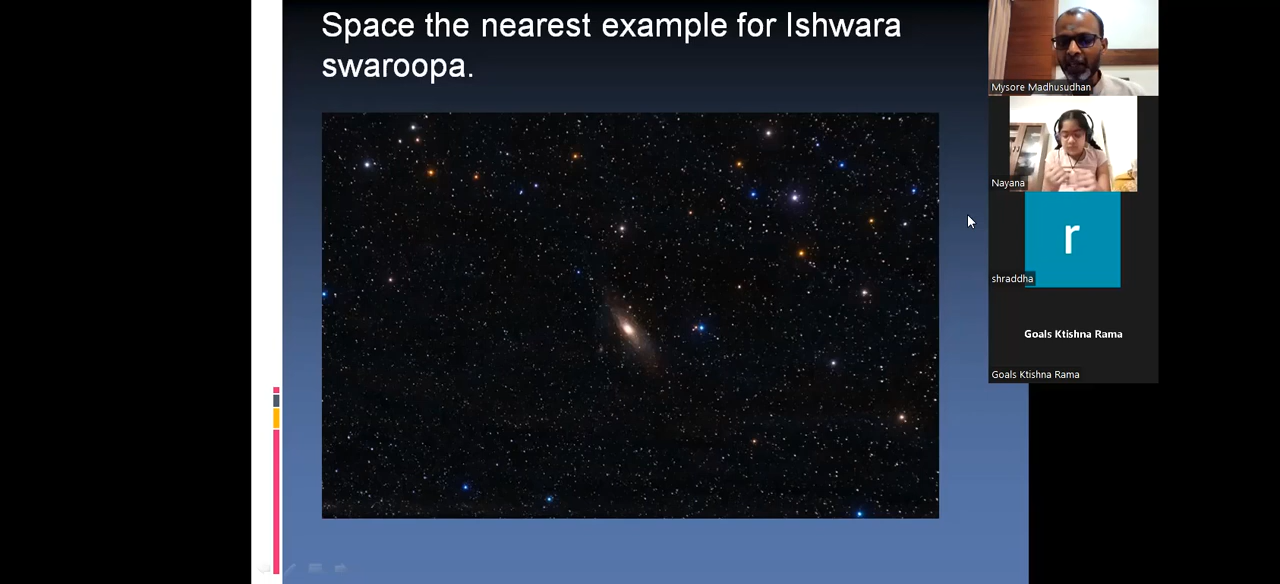 Space the nearest example for Ishwara
swaroopa.
Mysore Madhusudhan
Nayana
r
shraddha
Goals Ktishna Rama
Goals Ktishna Rama